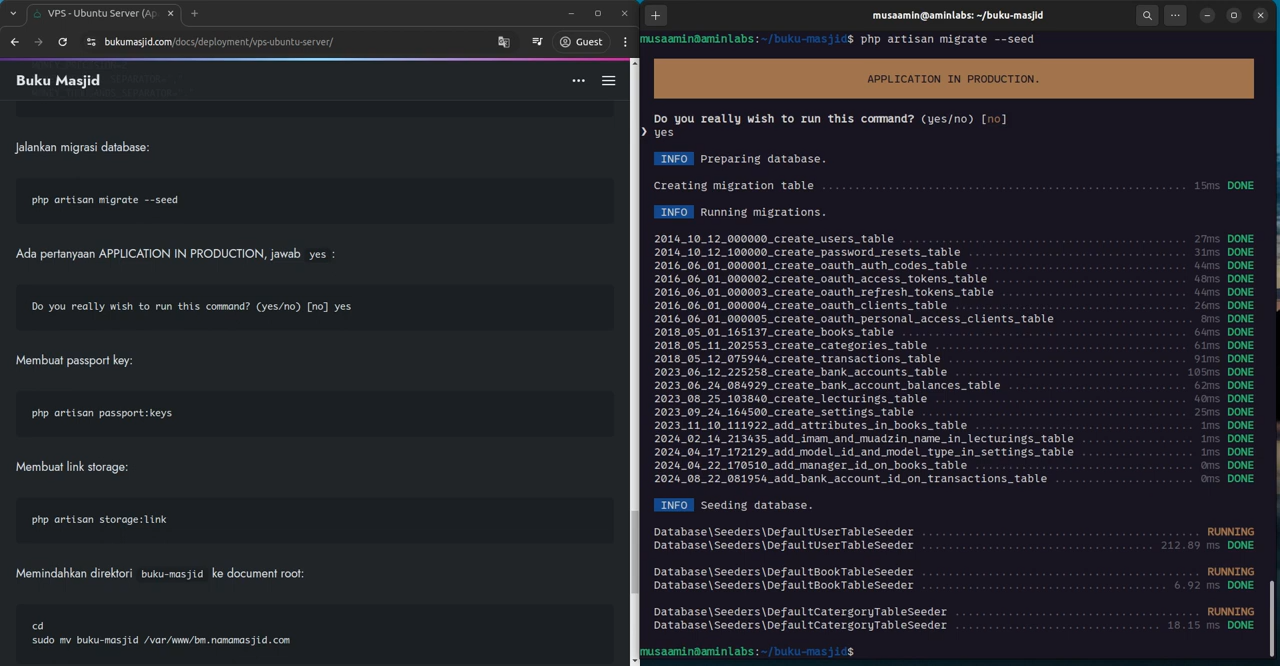 VPS - Ubuntu Server (Ap
bukumasjid.com/docs/deployment/vps-ubuntu-server/
Guest
Buku Masjid
Jalankan migrasi database:
php artisan migrate --seed
Ada pertanyaan APPLICATION IN PRODUCTION, jawab yes :
Do you really wish to run this command? (yes/no) [no] yes
Membuat passport key:
php artisan passport:keys
Membuat link storage:
php artisan storage:link
Memindahkan direktori buku-masjid ke document root:
cd
sudo mv buku-masjid /var/www/bm.namamasjid.com
musaamin@aminlabs: ~/buku-masjid
musaamin@aminlabs:~/buku-masjid$ php artisan migrate --seed
APPLICATION IN PRODUCTION.
Do you really wish to run this command? (yes/no) [no]
❯ yes
INFO Preparing database.
Creating migration table ........................................................ 15ms DONE
INFO Running migrations.
2014_10_12_000000_create_users_table ............................................ 27ms DONE
2014_10_12_100000_create_password_resets_table .................................. 31ms DONE
2016_06_01_000001_create_oauth_auth_codes_table ................................. 44ms DONE
2016_06_01_000002_create_oauth_access_tokens_table .............................. 48ms DONE
2016_06_01_000003_create_oauth_refresh_tokens_table ............................. 44ms DONE
2016_06_01_000004_create_oauth_clients_table .................................... 26ms DONE
2016_06_01_000005_create_oauth_personal_access_clients_table ..................... 8ms DONE
2018_05_01_165137_create_books_table ............................................ 64ms DONE
2018_05_11_202553_create_categories_table ....................................... 61ms DONE
2018_05_12_075944_create_transactions_table ..................................... 91ms DONE
2023_06_12_225258_create_bank_accounts_table ................................... 105ms DONE
2023_06_24_084929_create_bank_account_balances_table ............................ 62ms DONE
2023_08_25_103840_create_lecturings_table ....................................... 40ms DONE
2023_09_24_164500_create_settings_table ......................................... 25ms DONE
2023_11_10_111922_add_attributes_in_books_table .................................. 1ms DONE
2024_02_14_213435_add_imam_and_muadzin_name_in_lecturings_table .................. 1ms DONE
2024_04_17_172129_add_model_id_and_model_type_in_settings_table .................. 1ms DONE
2024_04_22_170510_add_manager_id_on_books_table .................................. 0ms DONE
2024_08_22_081954_add_bank_account_id_on_transactions_table ...................... 0ms DONE
INFO Seeding database.
Database\Seeders\DefaultUserTableSeeder ........................................... RUNNING
Database\Seeders\DefaultUserTableSeeder ................................... 212.89 ms DONE
Database\Seeders\DefaultBookTableSeeder ........................................... RUNNING
Database\Seeders\DefaultBookTableSeeder ..................................... 6.92 ms DONE
Database\Seeders\DefaultCatergoryTableSeeder ...................................... RUNNING
Database\Seeders\DefaultCatergoryTableSeeder ............................... 18.15 ms DONE
musaamin@aminlabs:~/buku-masjid$